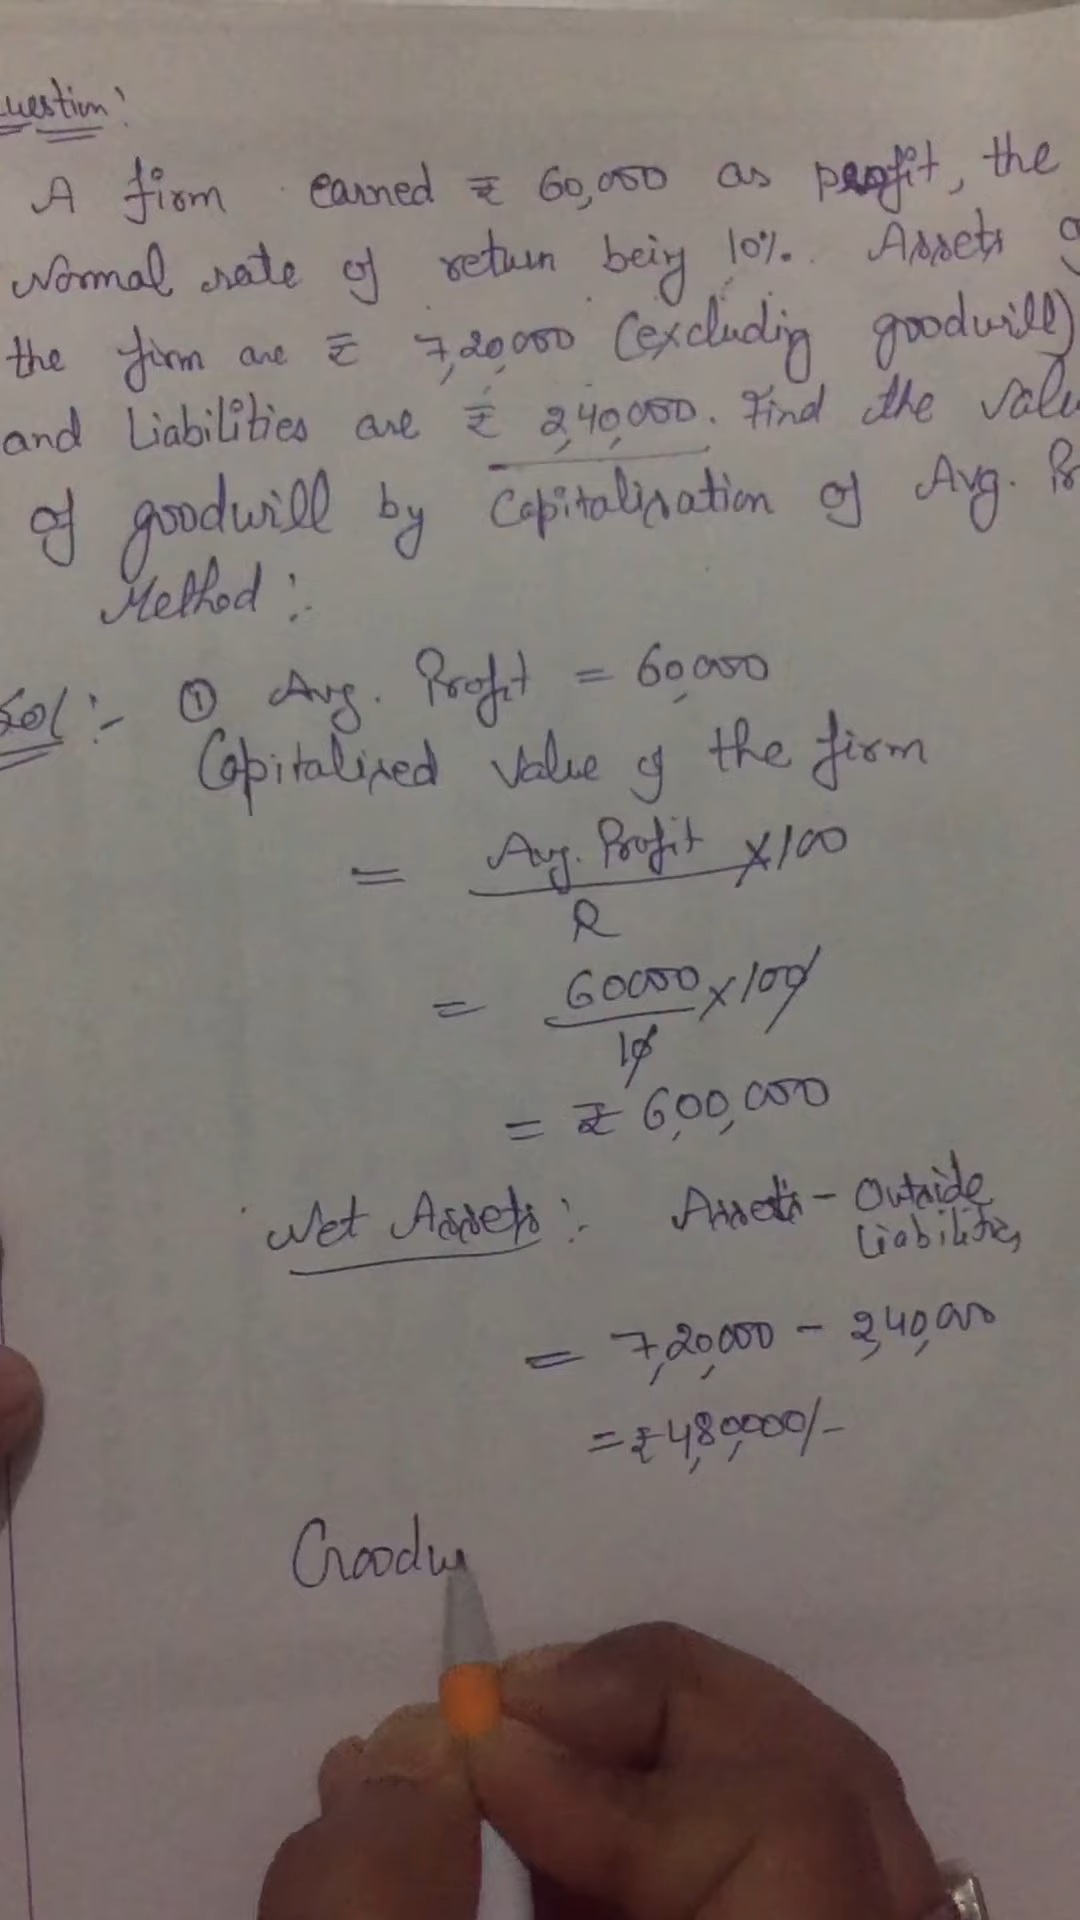 uestion:
A firm earned ₹ 60,000 as profit, the
Normal rate of return being 10%. Assets
the firm are ₹ 7,20,000 (excluding goodwill)
and Liabilities are ₹ 2,40,000. Find the valu
of goodwill by Capitalisation of Avg. Pr
Method :-
Sol :- ① Avg. Profit = 60,000
Capitalised value of the firm
= Avg. Profit × 100
R
= 60000 × 100
10
= ₹ 6,00,000
Net Assets :- Assets - Outside
Liabilities
= 7,20,000 - 2,40,000
= ₹ 4,80,000/-
Goodw